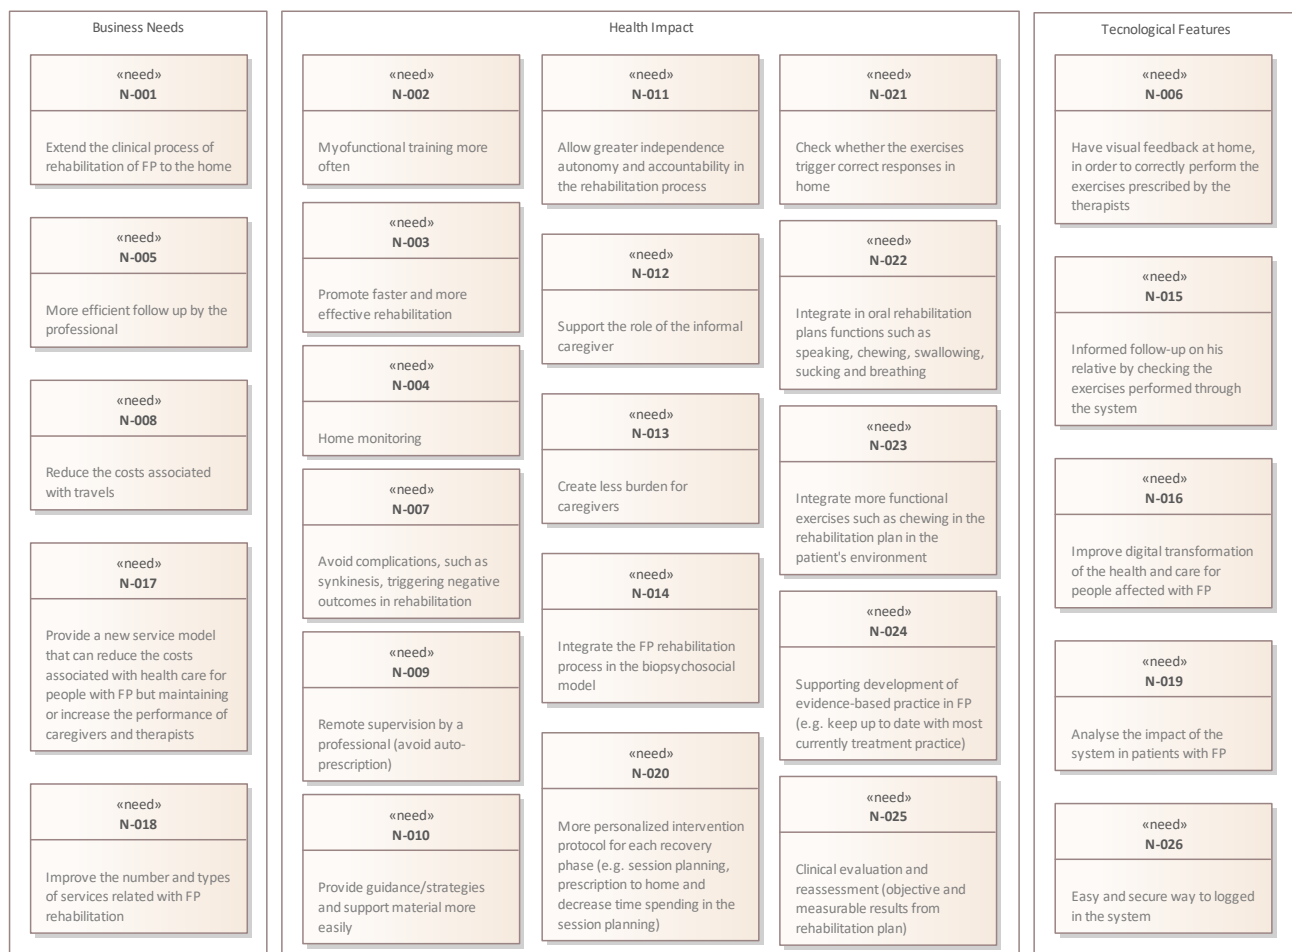 Business Needs
«need»
N-001
Extend the clinical process of
rehabilitation of FP to the home
«need»
N-005
More efficient follow up by the
professional
«need»
N-008
Reduce the costs associated
with travels
«need»
N-017
Provide a new service model
that can reduce the costs
associated with health care for
people with FP but maintaining
or increase the performance of
caregivers and therapists
«need»
N-018
Improve the number and types
of services related with FP
rehabilitation
Health Impact
«need»
N-002
Myofunctional training more
often
«need»
N-003
Promote faster and more
effective rehabilitation
«need»
N-004
Home monitoring
«need»
N-007
Avoid complications, such as
synkinesis, triggering negative
outcomes in rehabilitation
«need»
N-009
Remote supervision by a
professional (avoid auto-
prescription)
«need»
N-010
Provide guidance/strategies
and support material more
easily
«need»
N-011
Allow greater independence
autonomy and accountability in
the rehabilitation process
«need»
N-012
Support the role of the informal
caregiver
«need»
N-013
Create less burden for
caregivers
«need»
N-014
Integrate the FP rehabilitation
process in the biopsychosocial
model
«need»
N-020
More personalized intervention
protocol for each recovery
phase (e.g. session planning,
prescription to home and
decrease time spending in the
session planning)
«need»
N-021
Check whether the exercises
trigger correct responses in
home
«need»
N-022
Integrate in oral rehabilitation
plans functions such as
speaking, chewing, swallowing,
sucking and breathing
«need»
N-023
Integrate more functional
exercises such as chewing in the
rehabilitation plan in the
patient's environment
«need»
N-024
Supporting development of
evidence-based practice in FP
(e.g. keep up to date with most
currently treatment practice)
«need»
N-025
Clinical evaluation and
reassessment (objective and
measurable results from
rehabilitation plan)
Tecnological Features
«need»
N-006
Have visual feedback at home,
in order to correctly perform the
exercises prescribed by the
therapists
«need»
N-015
Informed follow-up on his
relative by checking the
exercises performed through
the system
«need»
N-016
Improve digital transformation
of the health and care for
people affected with FP
«need»
N-019
Analyse the impact of the
system in patients with FP
«need»
N-026
Easy and secure way to logged
in the system